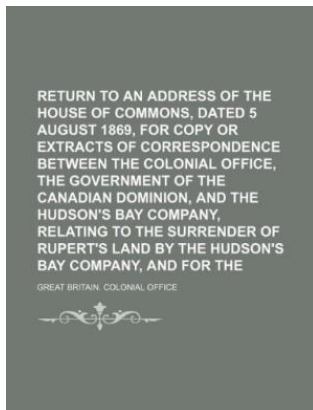 RETURN TO AN ADDRESS OF THE
HOUSE OF COMMONS, DATED 5
AUGUST 1869, FOR COPY OR
EXTRACTS OF CORRESPONDENCE
BETWEEN THE COLONIAL OFFICE,
THE GOVERNMENT OF THE
CANADIAN DOMINION, AND THE
HUDSON'S BAY COMPANY,
RELATING TO THE SURRENDER OF
RUPERT'S LAND BY THE HUDSON'S
BAY COMPANY, AND FOR THE
GREAT BRITAIN. COLONIAL OFFICE